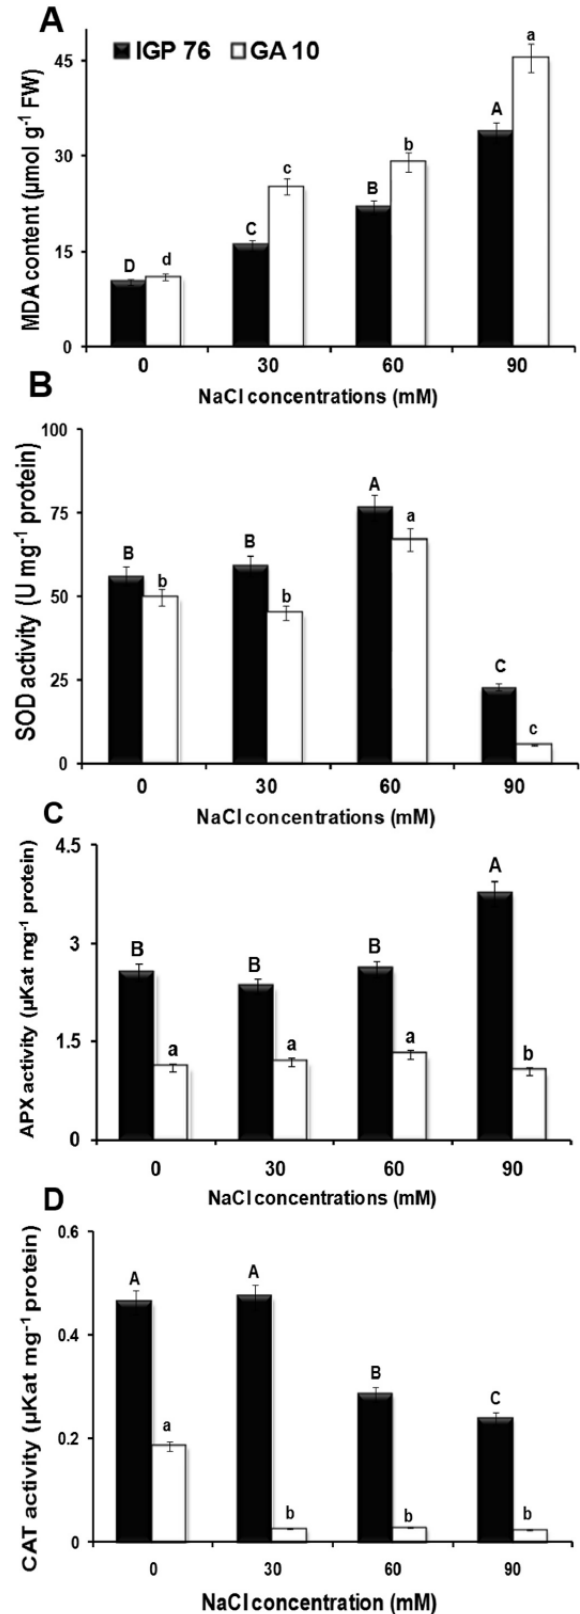 A
IGP 76 GA 10
MDA content (µmol g-1 FW)
45
30
15
0
D d C c B b A a
0 30 60 90
NaCl concentrations (mM)
B
SOD activity (U mg-1 protein)
100
75
50
25
0
B b B b A a C c
0 30 60 90
NaCl concentrations (mM)
C
APX activity (µKat mg-1 protein)
4.5
3
1.5
0
B a B a B a A b
0 30 60 90
NaCl concentrations (mM)
D
CAT activity (µKat mg-1 protein)
0.6
0.4
0.2
0
A a A b B b C b
0 30 60 90
NaCl concentration (mM)